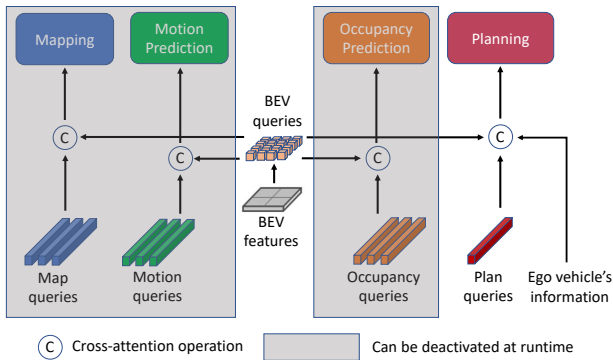 Mapping
Motion
Prediction
Occupancy
Prediction
Planning
BEV
queries
C
C
C
C
BEV
features
Map
queries
Motion
queries
Occupancy
queries
Plan
queries
Ego vehicle's
information
C Cross-attention operation
Can be deactivated at runtime